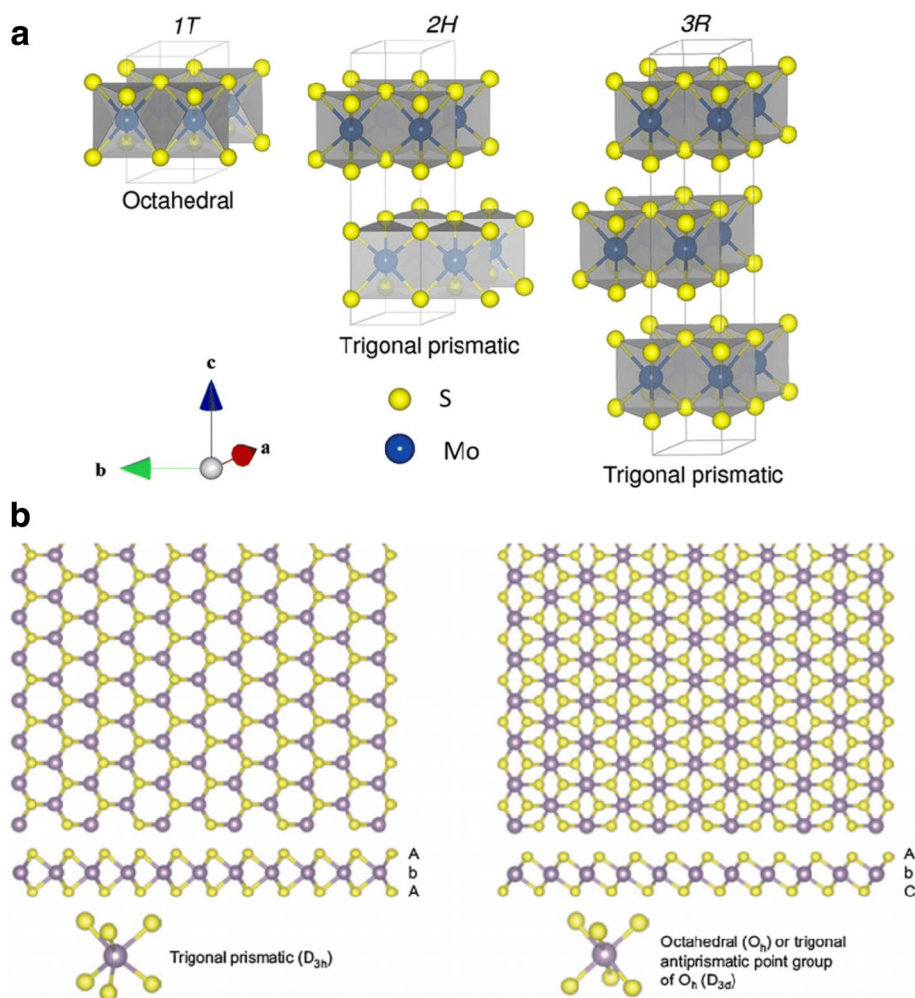 a
1T 2H 3R
Octahedral
Trigonal prismatic
Trigonal prismatic
c
a
b
S
Mo
b
A
b
A
A
b
C
Trigonal prismatic (D3h)
Octahedral (Oh) or trigonal
antiprismatic point group
of Oh (D3d)